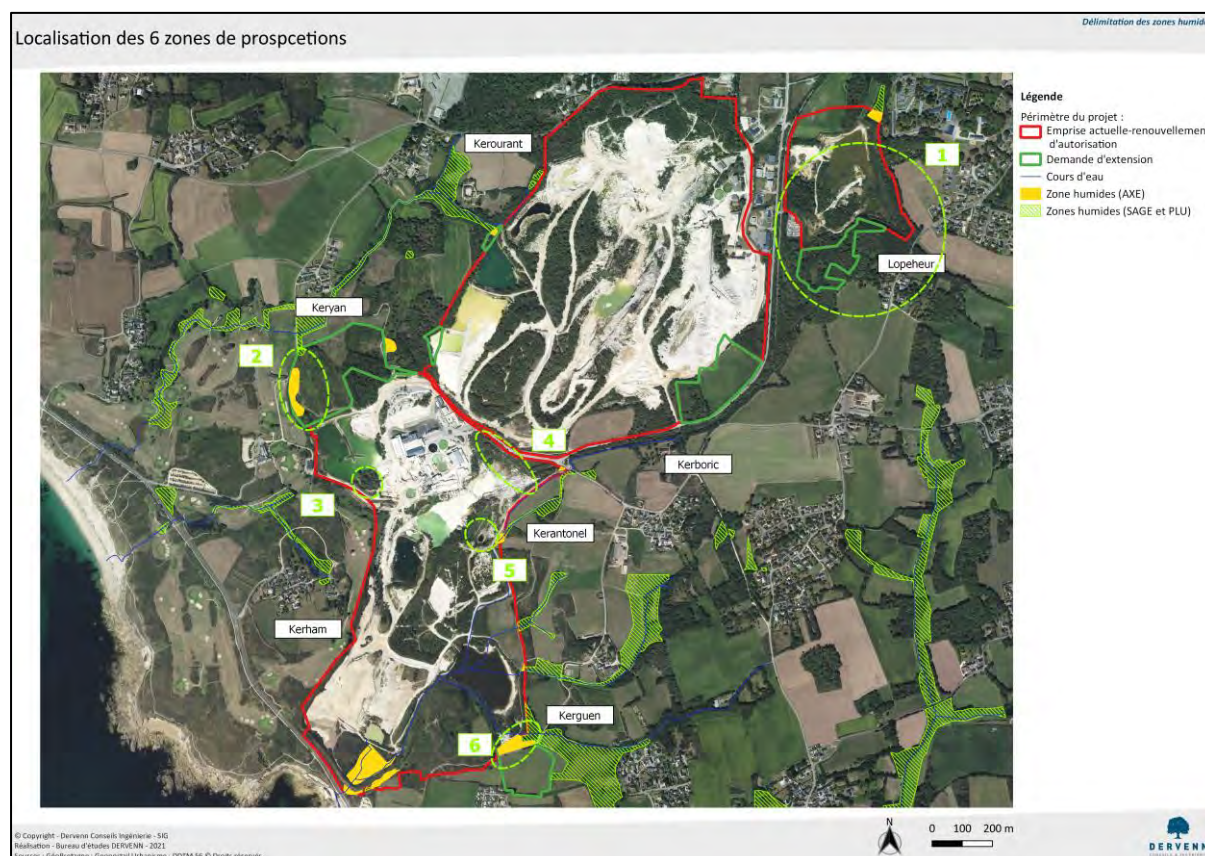 Délimitation des zones humide
Localisation des 6 zones de prospcetions
Légende
Périmètre du projet :
Emprise actuelle-renouvellement
d'autorisation
Demande d'extension
Cours d'eau
Zone humides (AXE)
Zones humides (SAGE et PLU)
Kerourant
1
Lopeheur
Keryan
2
4
Kerboric
3
Kerantonel
5
Kerham
Kerguen
6
© Copyright - Dervenn Conseils Ingénierie - SIG
Réalisation - Bureau d'études DERVENN - 2021
N
0 100 200 m
DERVENN